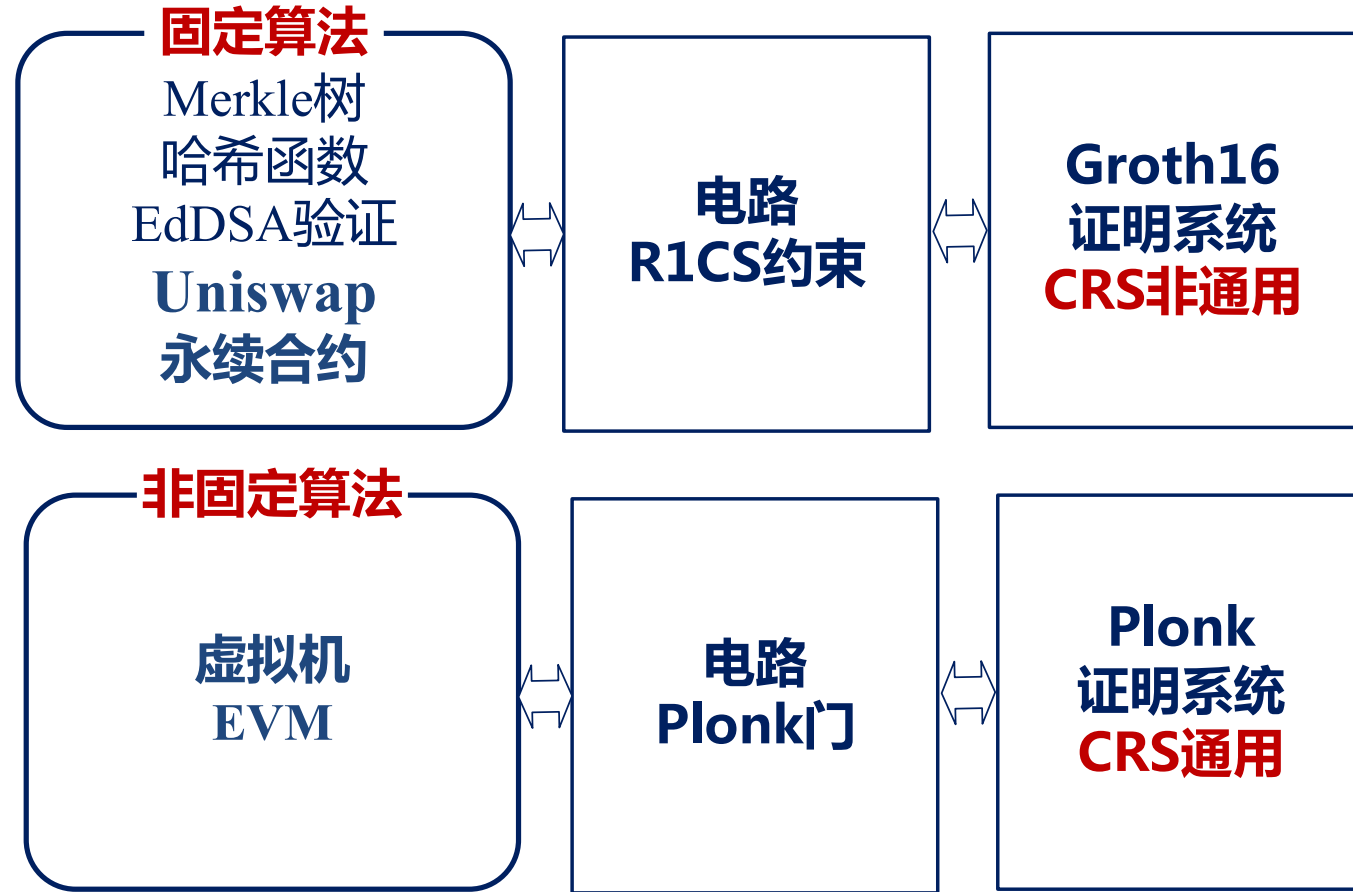 固定算法
Merkle树
哈希函数
EdDSA验证
Uniswap
永续合约
电路
R1CS约束
Groth16
证明系统
CRS非通用
非固定算法
虚拟机
EVM
电路
Plonk门
Plonk
证明系统
CRS通用